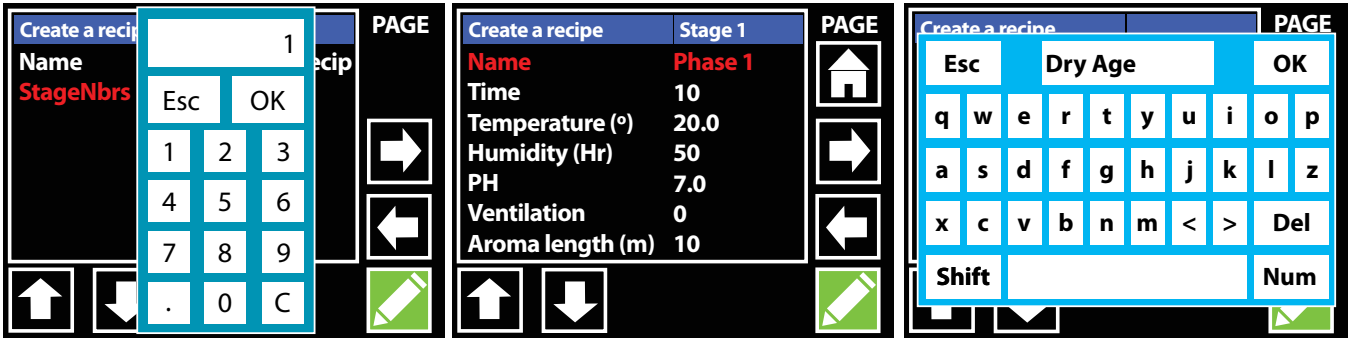 Create a recip
PAGE
Name
ecip
StageNbrs
1
Esc OK
1 2 3
4 5 6
7 8 9
. 0 C
Create a recipe Stage 1
PAGE
Name Phase 1
Time 10
Temperature (º) 20.0
Humidity (Hr) 50
PH 7.0
Ventilation 0
Aroma length (m) 10
Create a recipe
PAGE
Esc Dry Age OK
q w e r t y u i o p
a s d f g h j k l z
x c v b n m < > Del
Shift Num